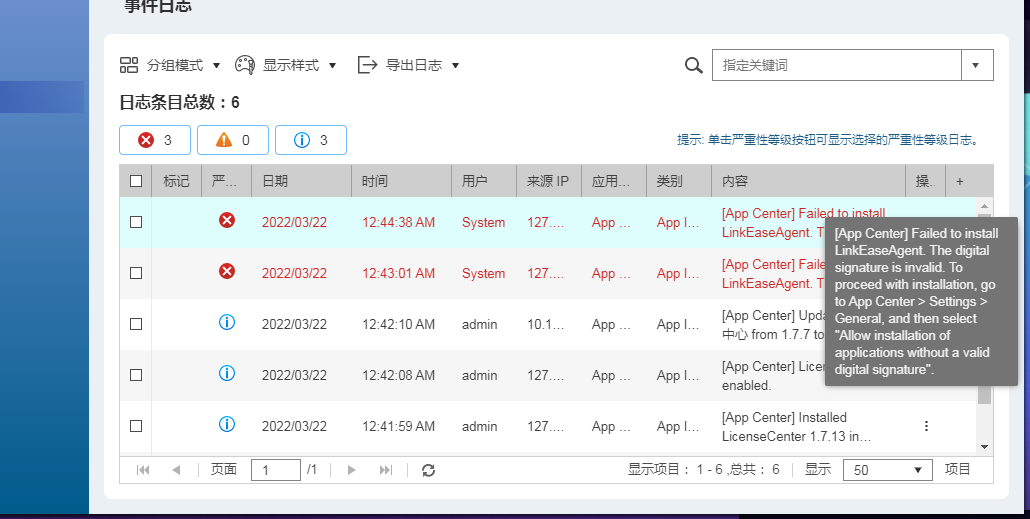 事件日志
分组模式 显示样式 导出日志 指定关键词
日志条目总数：6
3 0 3 提示: 单击严重性等级按钮可显示选择的严重性等级日志。
标记 严... 日期 时间 用户 来源 IP 应用... 类别 内容 操.. +
2022/03/22 12:44:38 AM System 127.... App ... App I... [App Center] Failed to install
LinkEaseAgent. T
2022/03/22 12:43:01 AM System 127.... App ... App I... [App Center] Faile
LinkEaseAgent. T
2022/03/22 12:42:10 AM admin 10.1... App ... App I... [App Center] Upda
中心 from 1.7.7 to
2022/03/22 12:42:08 AM admin 127.... App ... App I... [App Center] Licen
enabled.
2022/03/22 12:41:59 AM admin 127.... App ... App I... [App Center] Installed
LicenseCenter 1.7.13 in...
[App Center] Failed to install
LinkEaseAgent. The digital
signature is invalid. To
proceed with installation, go
to App Center > Settings >
General, and then select
"Allow installation of
applications without a valid
digital signature".
页面 1 /1 显示项目： 1 - 6 ,总共： 6 显示 50 项目